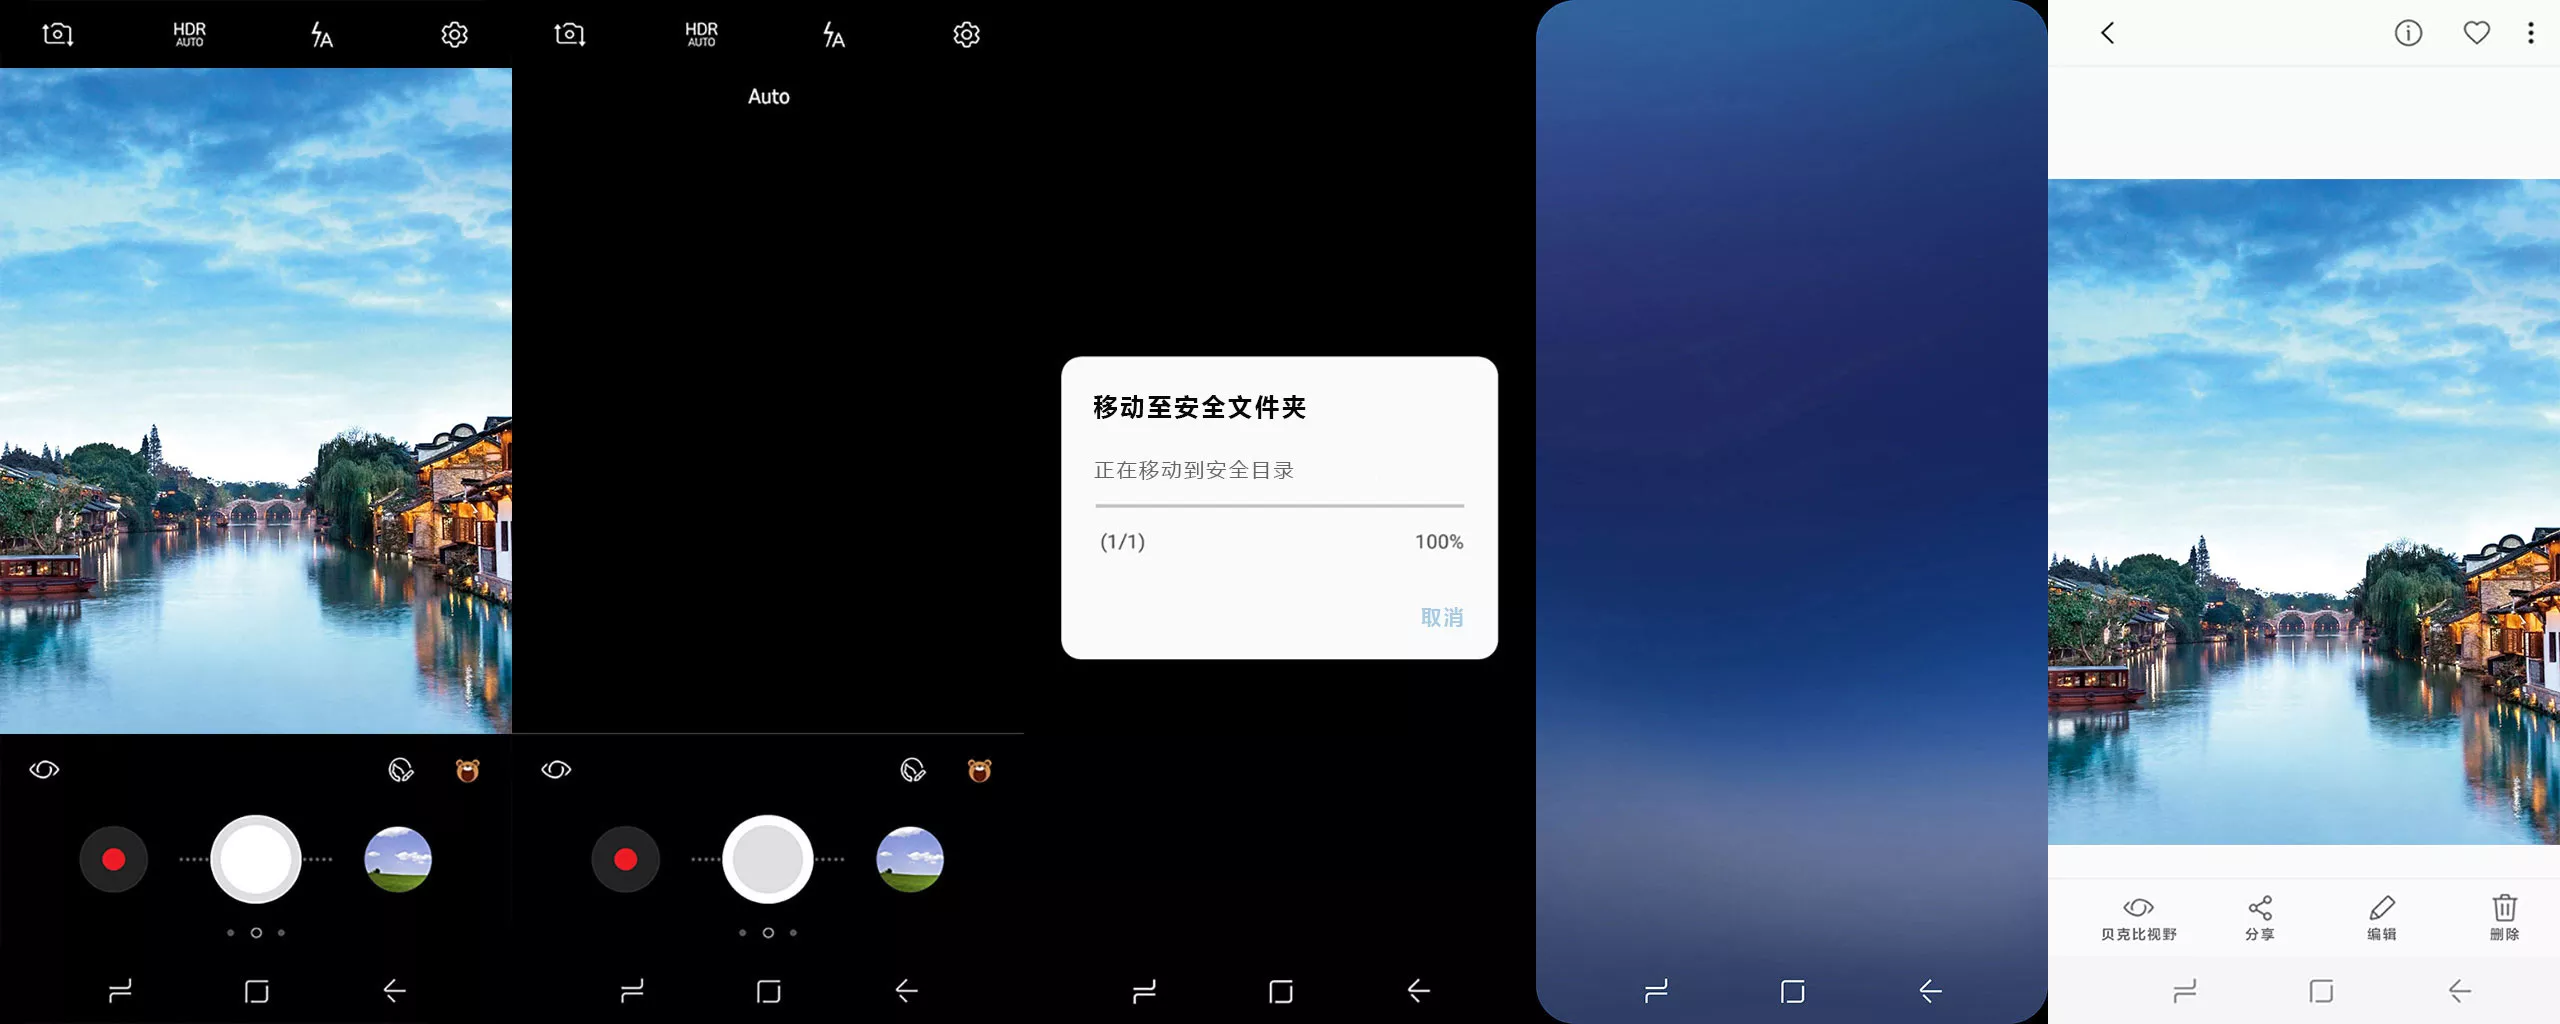 HDR
AUTO
A
HDR
AUTO
A
Auto
移动至安全文件夹
正在移动到安全目录
(1/1) 100%
取消
贝克比视野 分享 编辑 删除